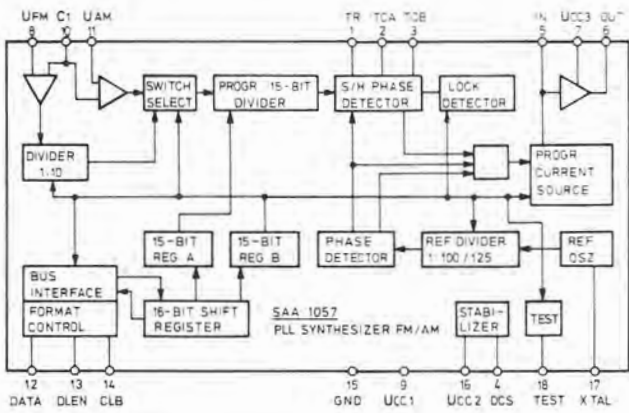 UFM C1 UAM TR TCA TCB IN UCC3 OUT
8 10 11 1 2 3 5 7 6
SWITCH
SELECT
PROGR 15-BIT
DIVIDER
S/H PHASE
DETECTOR
LOCK
DETECTOR
DIVIDER
1:10
PROGR
CURRENT
SOURCE
15-BIT
REG A
15-BIT
REG B
PHASE
DETECTOR
REF DIVIDER
1:100/125
REF
OSZ
BUS
INTERFACE
FORMAT
CONTROL
16-BIT SHIFT
REGISTER
SAA 1057
PLL SYNTHESIZER FM/AM
STABI-
LIZER
TEST
12 13 14 15 9 16 4 18 17
DATA DLEN CLB GND UCC1 UCC2 DCS TEST XTAL